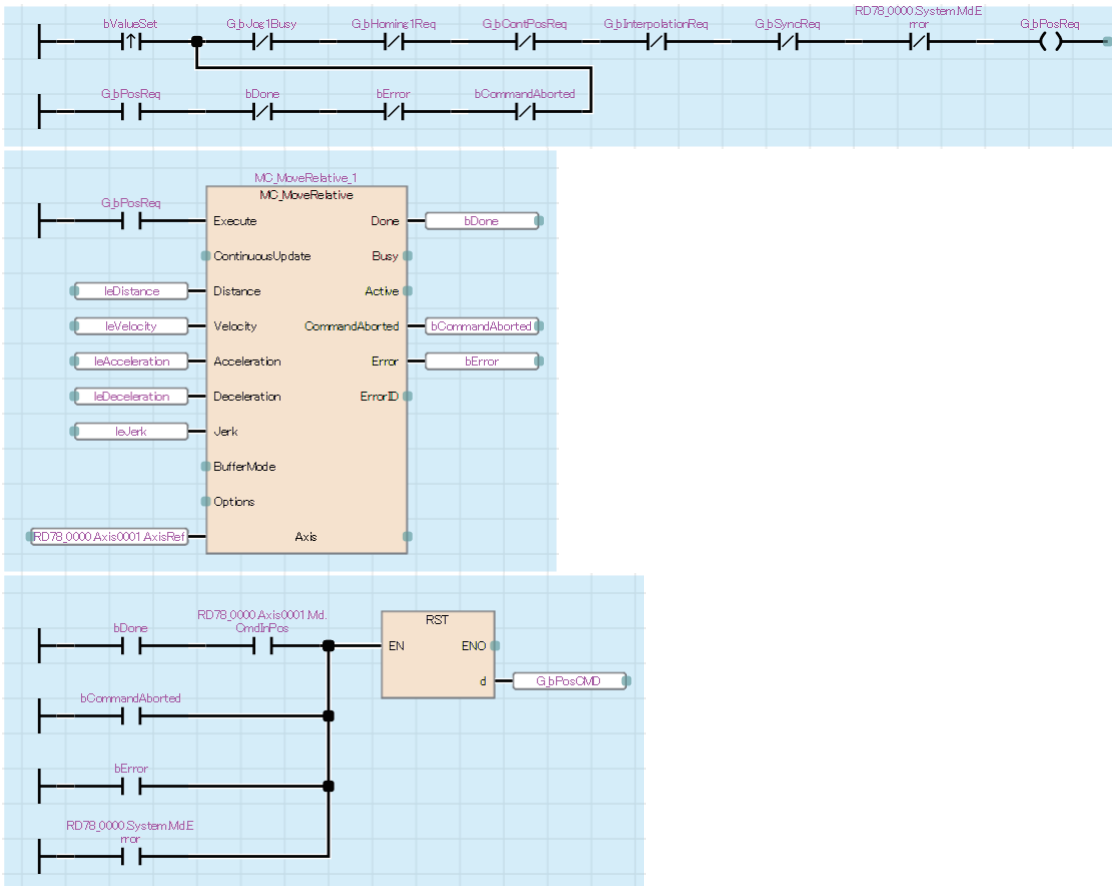 RD78_0000.System.Md.E
bValueSet G_bJog1Busy G_bHoming1Req G_bContPosReq G_bInterpolationReq G_bSyncReq rror G_bPosReq
G_bPosReq bDone bError bCommandAborted
MC_MoveRelative_1
MC_MoveRelative
G_bPosReq
Execute Done bDone
ContinuousUpdate Busy
leDistance Distance Active
leVelocity Velocity CommandAborted bCommandAborted
leAcceleration Acceleration Error bError
leDeceleration Deceleration ErrorID
leJerk Jerk
BufferMode
Options
RD78_0000.Axis0001.AxisRef Axis
RD78_0000.Axis0001.Md.
bDone CmdInPos
RST
EN ENO
d G_bPosCMD
bCommandAborted
bError
RD78_0000.System.Md.E
rror